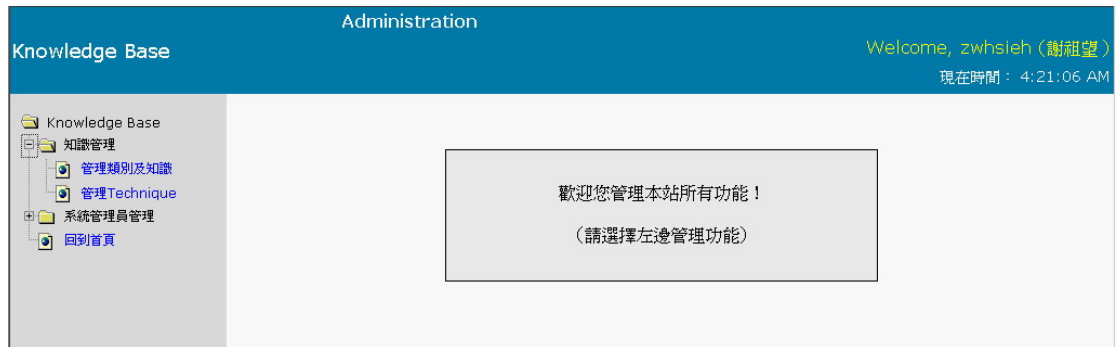 Administration
Knowledge Base
Welcome, zwhsieh (謝祖望)
現在時間： 4:21:06 AM
Knowledge Base
知識管理
管理類別及知識
管理Technique
系統管理員管理
回到首頁
歡迎您管理本站所有功能！
（請選擇左邊管理功能）